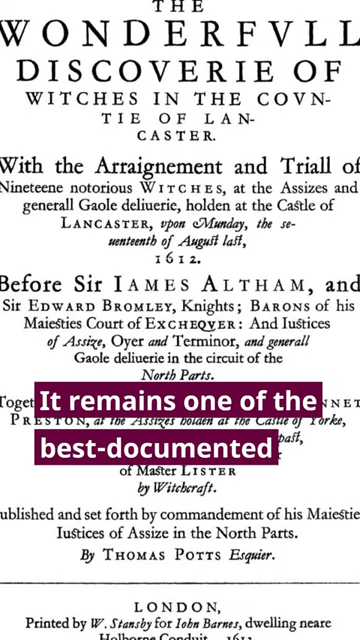 THE
WONDERFVLL
DISCOVERIE OF
WITCHES IN THE COVN-
TIE OF LAN-
CASTER.
With the Arraignement and Triall of
Nineteene notorious WITCHES, at the Assizes and
generall Gaole deliuerie, holden at the Castle of
LANCASTER, vpon Munday, the se-
uenteenth of August last,
1612.
Before Sir IAMES ALTHAM, and
Sir EDWARD BROMLEY, Knights; BARONS of his
Maiesties Court of EXCHEQVER: And Iustices
of Assize, Oyer and Terminor, and generall
Gaole deliuerie in the circuit of the
North Parts.
It remains one of the
PRESTON, at the Assizes holden at the Castle of Yorke,
best-documented
past,
of Master LISTER
by Witchcraft.
ublished and set forth by commandement of his Maiestie
Iustices of Assize in the North Parts.
By THOMAS POTTS Esquier.
LONDON,
Printed by W. Stansby for Iohn Barnes, dwelling neare
Holborne Conduit.